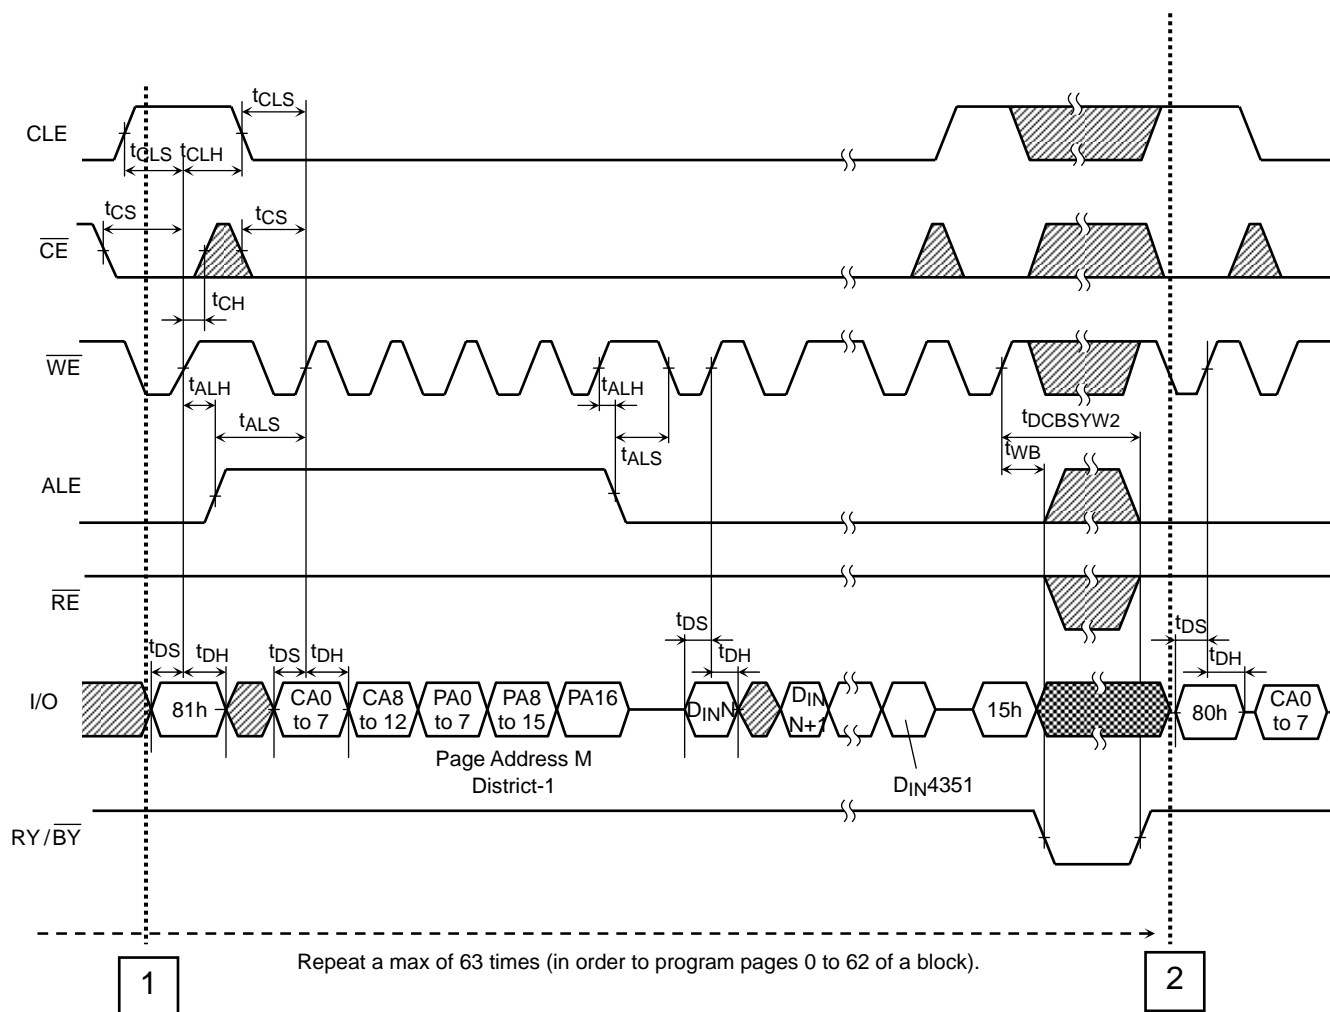 tCLS
CLE
tCLS tCLH
tCS tCS
CE
tCH
WE
tALH tALH
tALS tDCBSYW2
tALS tWB
ALE
RE
tDS tDS
tDS tDH tDS tDH tDH tDH
I/O 81h CA0 to 7 CA8 to 12 PA0 to 7 PA8 to 15 PA16 DINN DIN N+1 15h 80h CA0 to 7
Page Address M
District-1
DIN4351
RY/BY
Repeat a max of 63 times (in order to program pages 0 to 62 of a block).
1 2